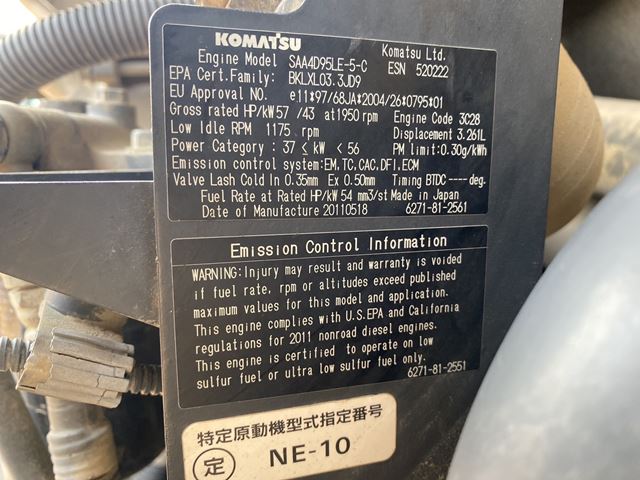 KOMATSU Komatsu Ltd.
Engine Model SAA4D95LE-5-C ESN 520222
EPA Cert.Family: BKLXL03.3JD9
EU Approval NO. e11*97/68JA*2004/26*0795*01
Gross rated HP/kW 57 /43 at 1950 rpm Engine Code 3C28
Low Idle RPM 1175 rpm Displacement 3.261L
Power Category : 37 ≤ kW < 56 PM limit:0.30g/kWh
Emission control system:EM,TC,CAC,DFI,ECM
Valve Lash Cold In 0.35mm Ex 0.50mm Timing BTDC ----deg.
Fuel Rate at Rated HP/kW 54 mm3/st Made in Japan
Date of Manufacture 20110518 6271-81-2561
Emission Control Information
WARNING:Injury may result and warranty is voided
if fuel rate, rpm or altitudes exceed published
maximum values for this model and application.
This engine complies with U.S.EPA and California
regulations for 2011 nonroad diesel engines.
This engine is certified to operate on low
sulfur fuel or ultra low sulfur fuel only.
6271-81-2551
特定原動機型式指定番号
定 NE-10